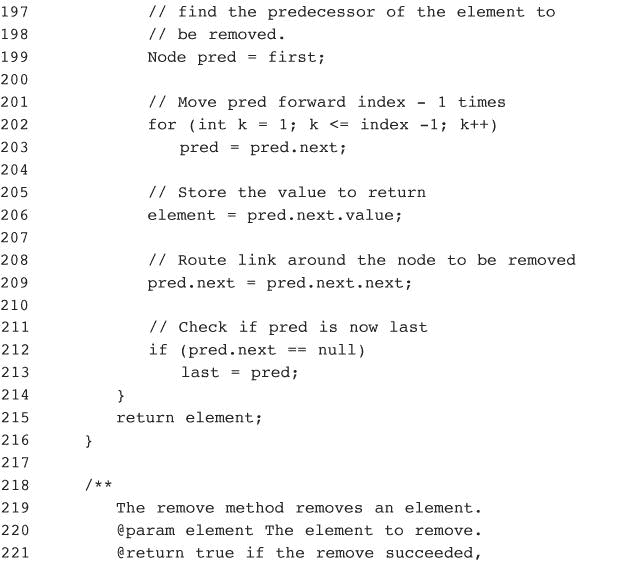 197            // find the predecessor of the element to
198            // be removed.
199            Node pred = first;
200
201            // Move pred forward index - 1 times
202            for (int k = 1; k <= index -1; k++)
203               pred = pred.next;
204
205            // Store the value to return
206            element = pred.next.value;
207
208            // Route link around the node to be removed
209            pred.next = pred.next.next;
210
211            // Check if pred is now last
212            if (pred.next == null)
213               last = pred;
214         }
215         return element;
216      }
217
218      /**
219         The remove method removes an element.
220         @param element The element to remove.
221         @return true if the remove succeeded,